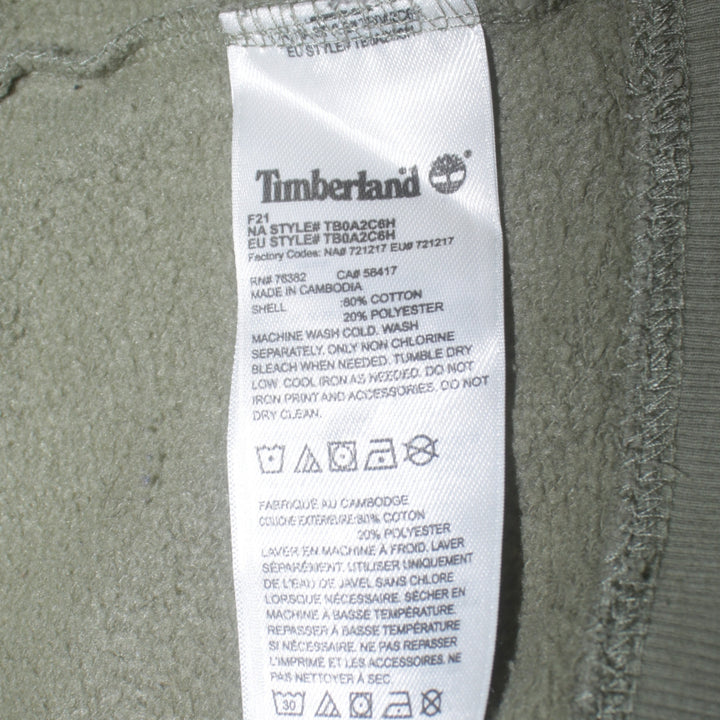 EU STYLE# TB0A2C6H
Timberland
F21
NA STYLE# TB0A2C6H
EU STYLE# TB0A2C6H
Factory Codes: NA# 721217 EU# 721217
RN# 76382 CA# 58417
MADE IN CAMBODIA
SHELL :80% COTTON
20% POLYESTER
MACHINE WASH COLD. WASH
SEPARATELY. ONLY NON CHLORINE
BLEACH WHEN NEEDED. TUMBLE DRY
LOW. COOL IRON AS NEEDED. DO NOT
IRON PRINT AND ACCESSORIES. DO NOT
DRY CLEAN.
FABRIQUE AU CAMBODGE
COUCHE EXTÉRIEURE:80% COTON
20% POLYESTER
LAVER EN MACHINE À FROID. LAVER
SÉPARÉMENT. UTILISER UNIQUEMENT
DE L'EAU DE JAVEL SANS CHLORE
LORSQUE NÉCESSAIRE. SÉCHER EN
MACHINE À BASSE TEMPÉRATURE.
REPASSER À BASSE TEMPÉRATURE
SI NÉCESSAIRE. NE PAS REPASSER
L'IMPRIMÉ ET LES ACCESSOIRES. NE
PAS NETTOYER À SEC.
30